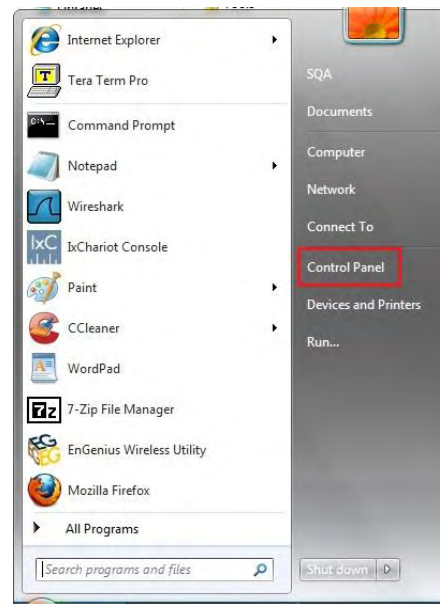 Internet Explorer
T
Tera Term Pro
C:\
Command Prompt
Notepad
Wireshark
IxC
IxChariot Console
Paint
CCleaner
WordPad
7z
7-Zip File Manager
EnGenius Wireless Utility
Mozilla Firefox
All Programs
Search programs and files
SQA
Documents
Computer
Network
Connect To
Control Panel
Devices and Printers
Run...
Shut down